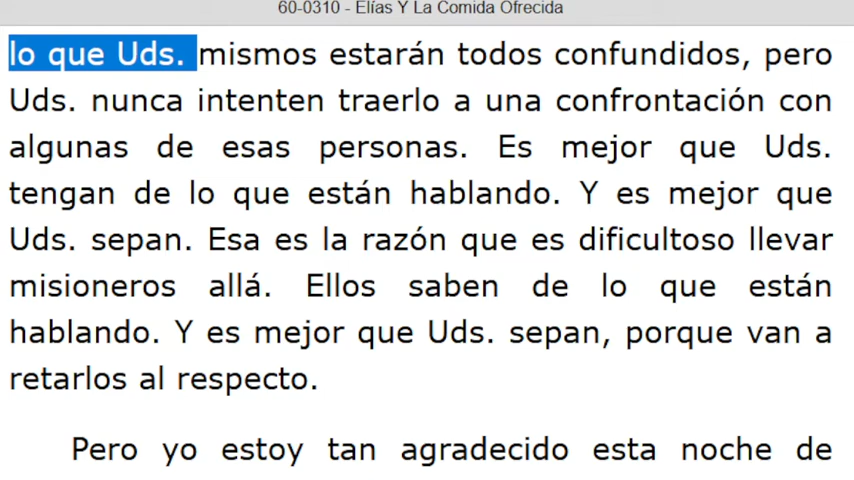 60-0310 - Elías Y La Comida Ofrecida
lo que Uds. mismos estarán todos confundidos, pero
Uds. nunca intenten traerlo a una confrontación con
algunas de esas personas. Es mejor que Uds.
tengan de lo que están hablando. Y es mejor que
Uds. sepan. Esa es la razón que es dificultoso llevar
misioneros allá. Ellos saben de lo que están
hablando. Y es mejor que Uds. sepan, porque van a
retarlos al respecto.
Pero yo estoy tan agradecido esta noche de